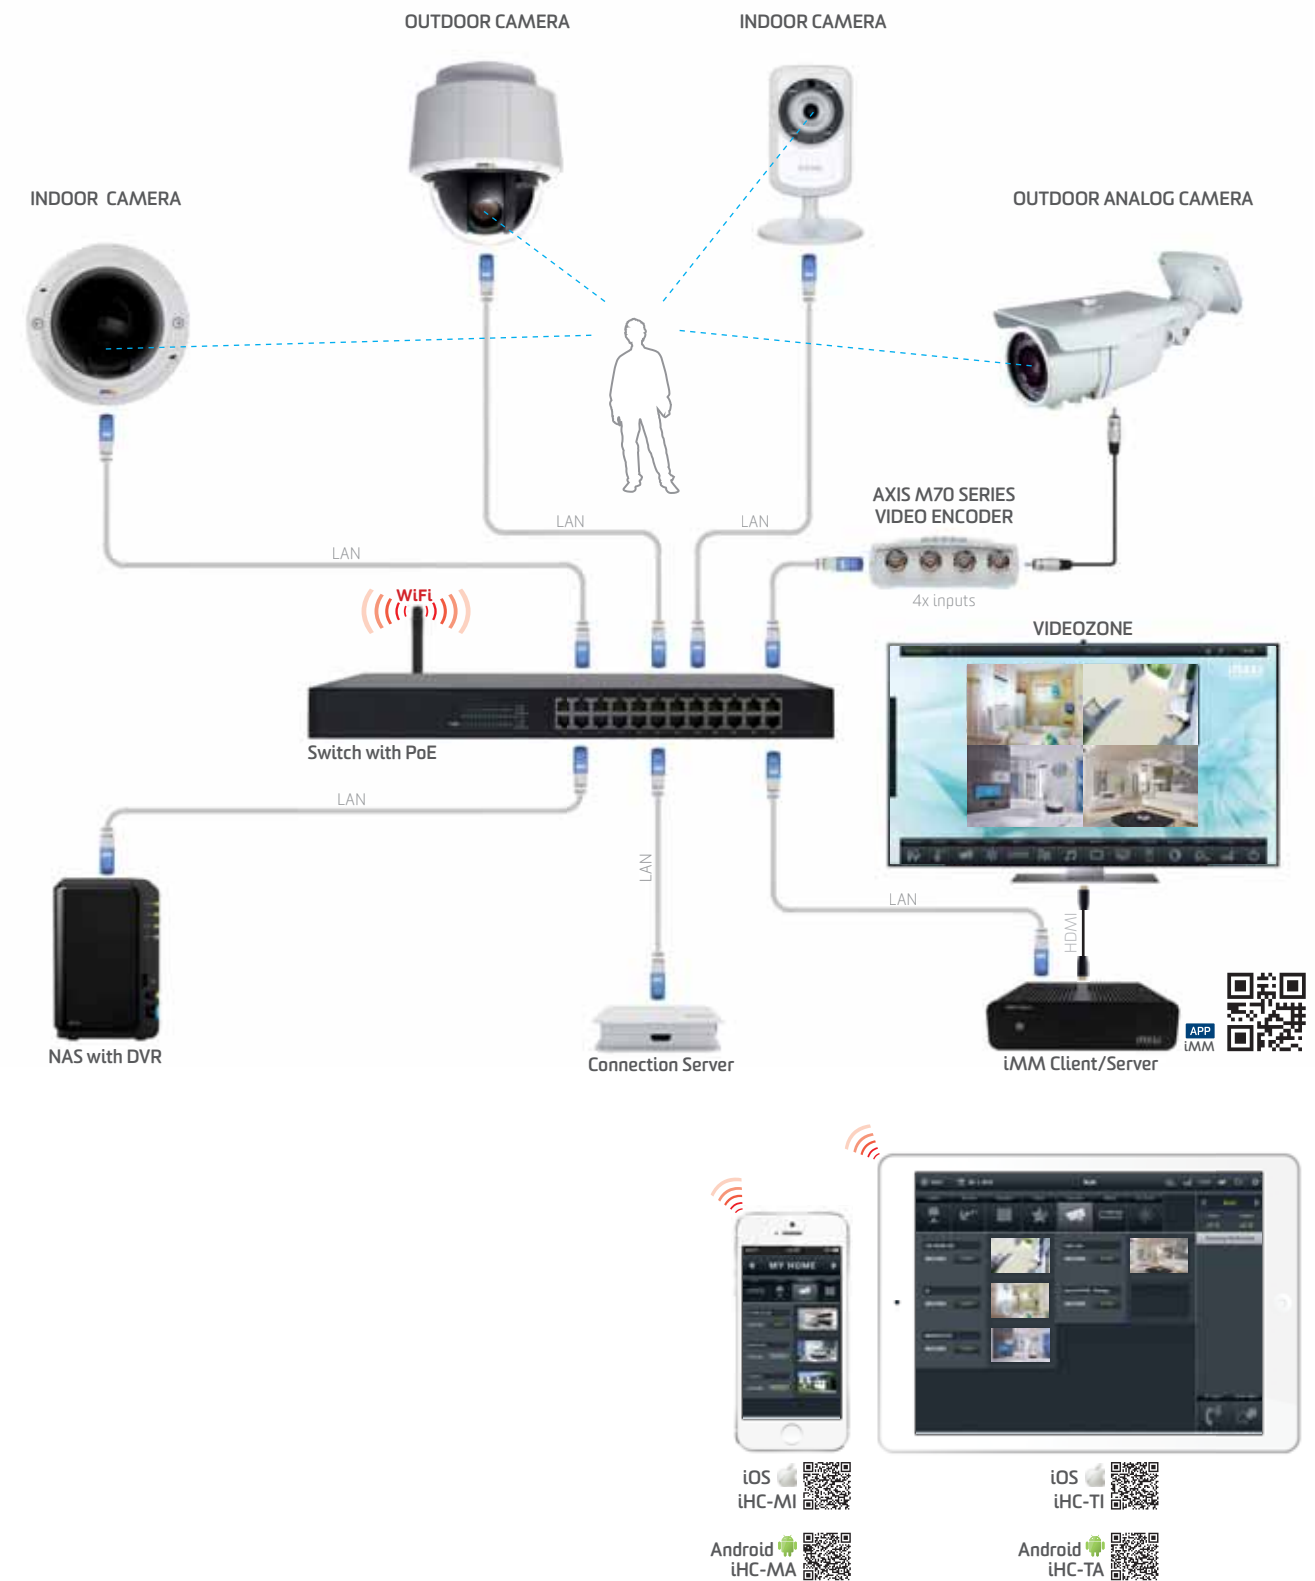 OUTDOOR CAMERA
INDOOR CAMERA
INDOOR CAMERA
OUTDOOR ANALOG CAMERA
AXIS M70 SERIES
VIDEO ENCODER
LAN
LAN
LAN
4x inputs
WiFi
VIDEOZONE
Switch with PoE
LAN
LAN
LAN
HDMI
NAS with DVR
Connection Server
iMM Client/Server
APP
iMM
MY HOME
iOS
iHC-MI
iOS
iHC-TI
Android
iHC-MA
Android
iHC-TA